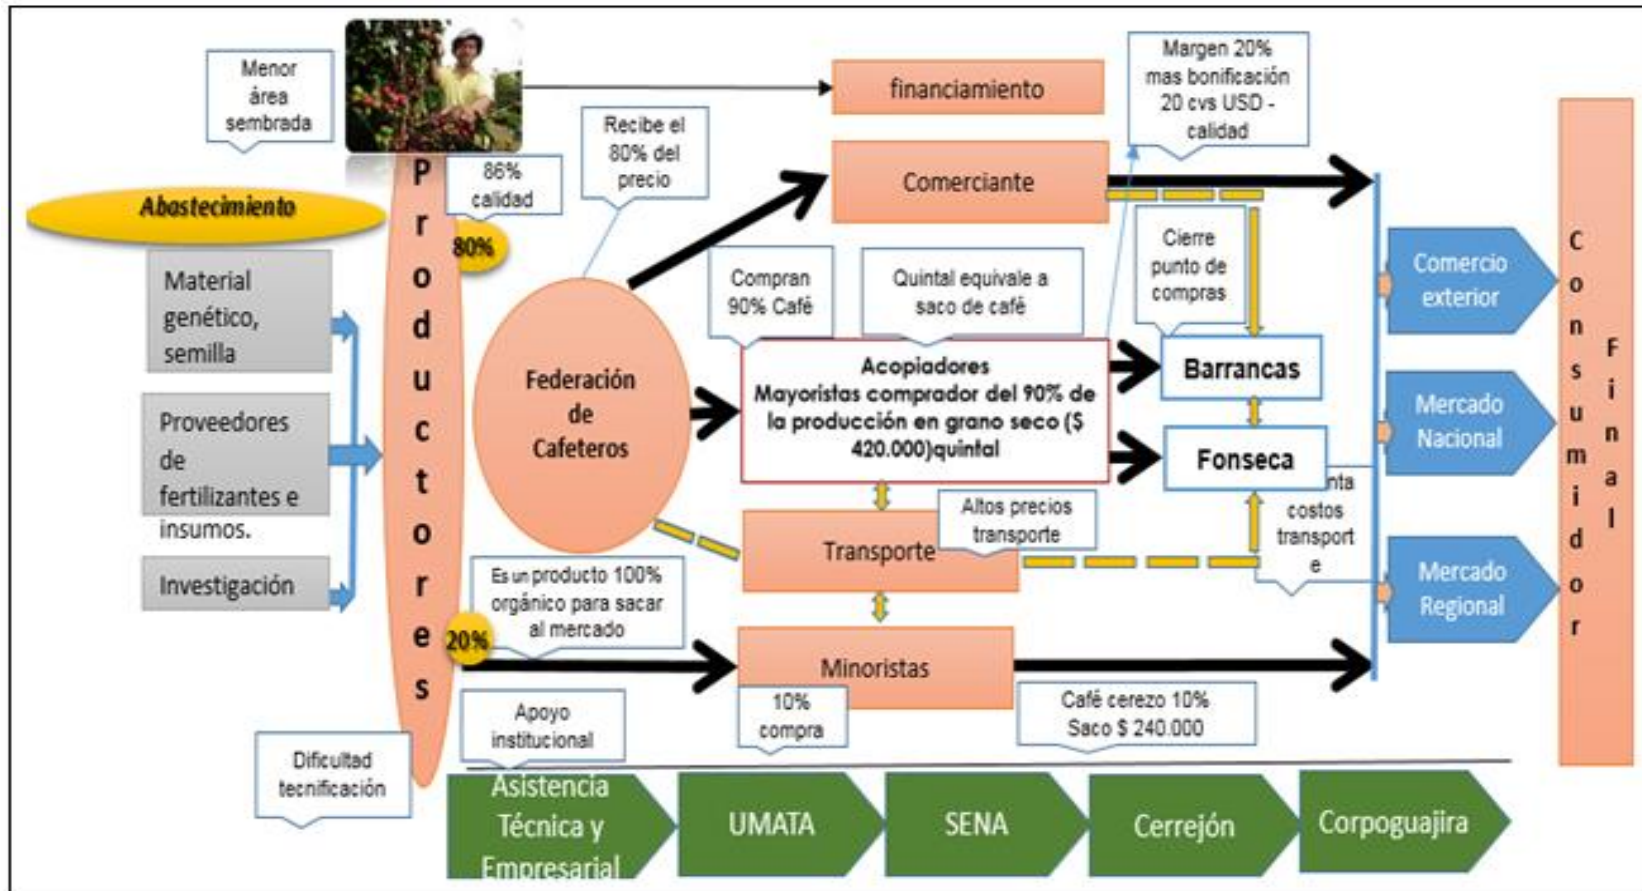 Menor
área
sembrada
financiamiento
Margen 20%
mas bonificación
20 cvs USD -
calidad
Recibe el
80% del
precio
Productores
86%
calidad
Comerciante
Abastecimiento
80%
Material
genético,
semilla
Compran
90% Café
Quintal equivale a
saco de café
Cierre
punto de
compras
Comercio
exterior
Consumidor
Final
Federación
de
Cafeteros
Acopiadores
Mayoristas comprador del 90% de
la producción en grano seco ($
420.000)quintal
Barrancas
Mercado
Nacional
Proveedores
de
fertilizantes e
insumos.
Fonseca
nta
costos
transport
e
Altos precios
transporte
Transporte
Mercado
Regional
Investigación
Es un producto 100%
orgánico para sacar
al mercado
20%
Minoristas
Apoyo
institucional
10%
compra
Café cerezo 10%
Saco $ 240.000
Dificultad
tecnificación
Asistencia
Técnica y
Empresarial
UMATA
SENA
Cerrejón
Corpoguajira